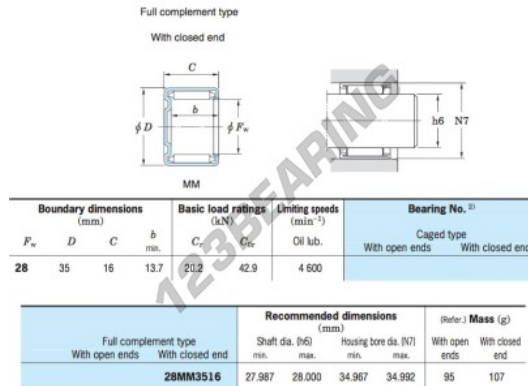 Full complement type
With closed end
C
b
φ D
φ Fw
h6
N7
MM
123BEARING
Boundary dimensions (mm) Basic load ratings (kN) Limiting speeds (min⁻¹) Bearing No. 2)
Fw D C b min. Cr C0r Oil lub. Caged type With open ends With closed end
28 35 16 13.7 20.2 42.9 4 600
Recommended dimensions (mm) (Refer.) Mass (g)
Full complement type Shaft dia. (h6) Housing bore dia. (N7) With open ends With closed end
With open ends With closed end min. max. min. max.
28MM3516 27.987 28.000 34.967 34.992 95 107